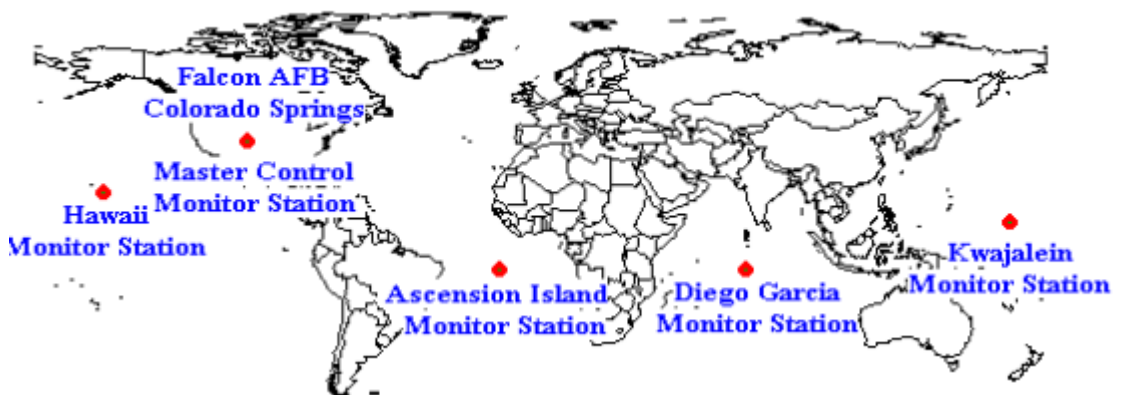 Falcon AFB
Colorado Springs
Master Control
Monitor Station
Hawaii
Monitor Station
Ascension Island
Monitor Station
Diego Garcia
Monitor Station
Kwajalein
Monitor Station